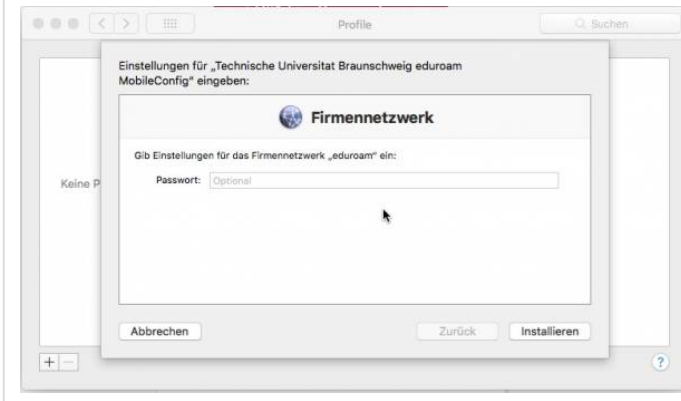 Profile
Suchen
Einstellungen für „Technische Universitat Braunschweig eduroam
MobileConfig“ eingeben:
Firmennetzwerk
Gib Einstellungen für das Firmennetzwerk „eduroam“ ein:
Passwort: Optional
Keine P
Abbrechen
Zurück
Installieren
+ −
?